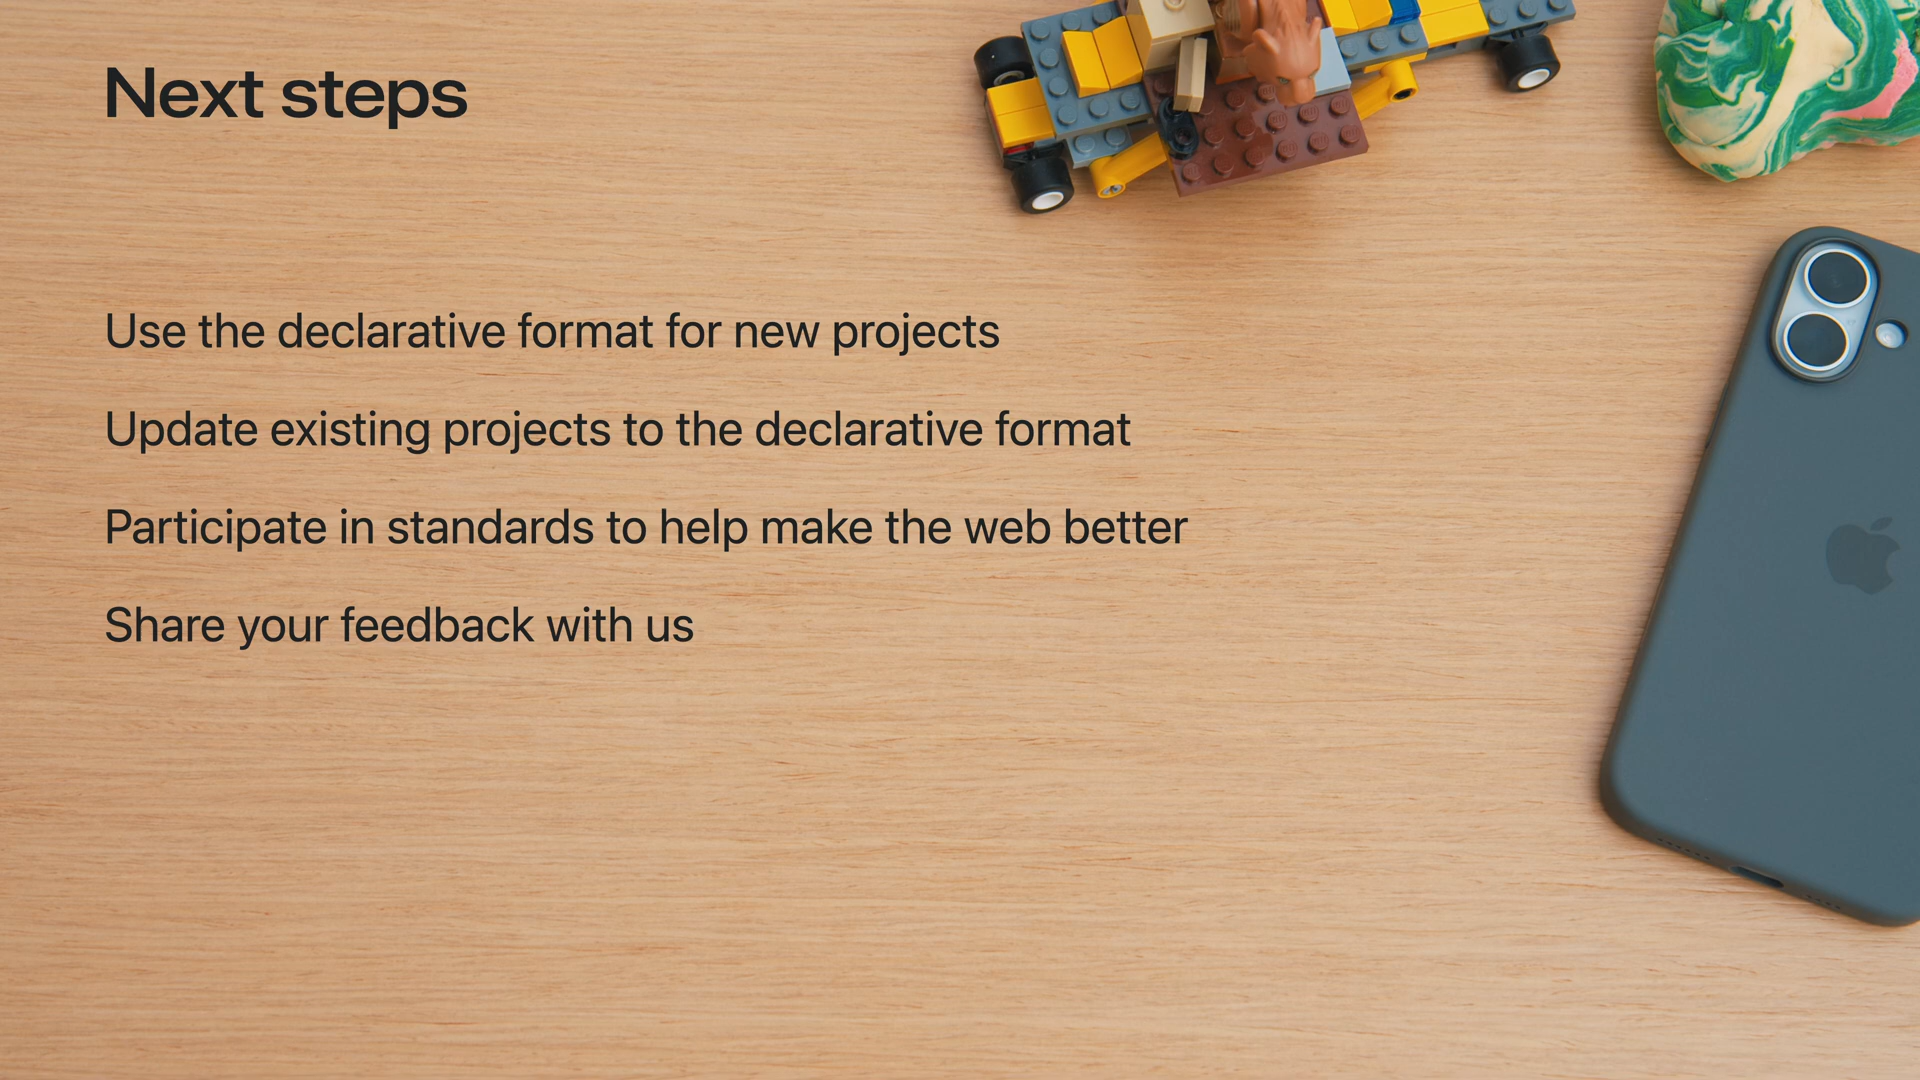 Next steps
Use the declarative format for new projects
Update existing projects to the declarative format
Participate in standards to help make the web better
Share your feedback with us